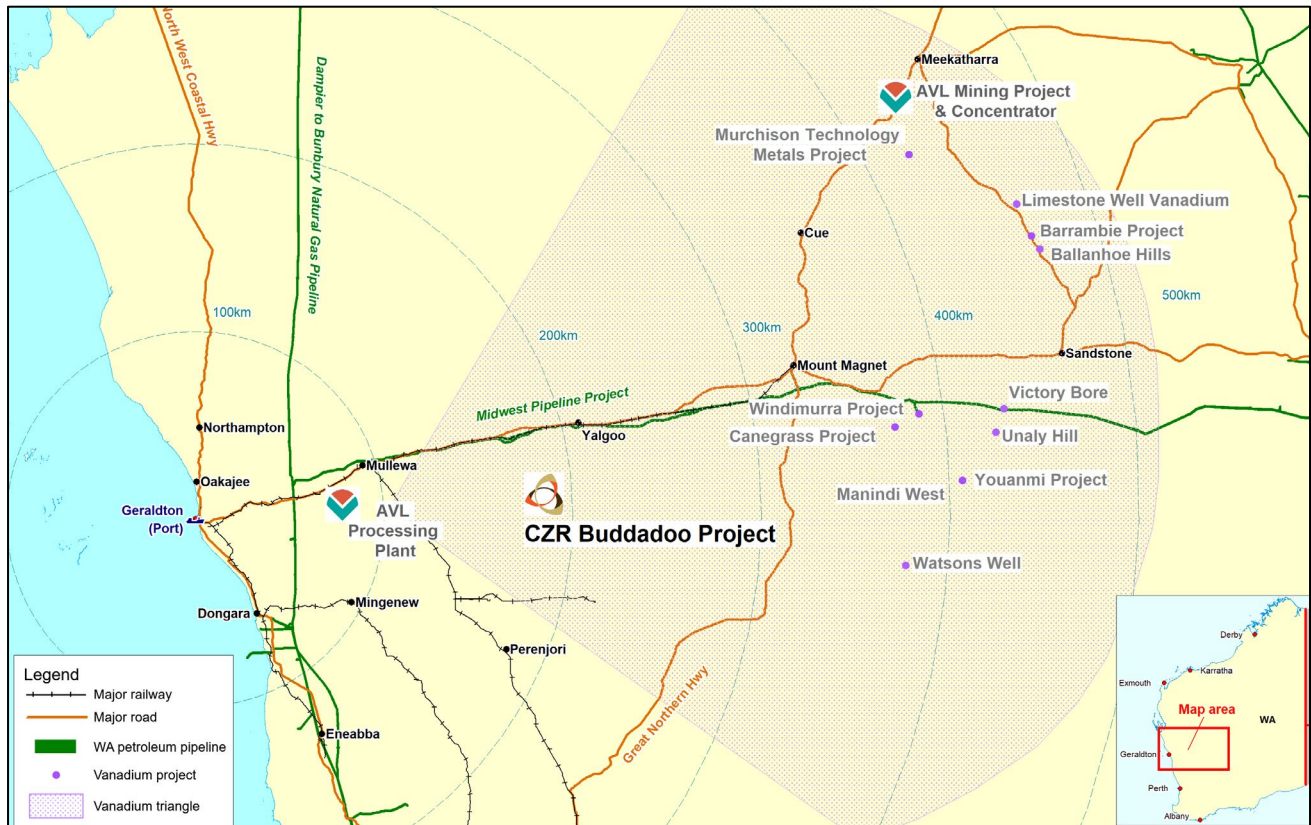 North West Coastal Hwy
Dampier to Bunbury Natural Gas Pipeline
Meekatharra
AVL Mining Project
& Concentrator
Murchison Technology
Metals Project
Limestone Well Vanadium
Barrambie Project
Ballanhoe Hills
Cue
100km
200km
300km
400km
500km
Sandstone
Mount Magnet
Midwest Pipeline Project
Victory Bore
Windimurra Project
Unaly Hill
Canegrass Project
Yalgoo
Northampton
Mullewa
Oakajee
Youanmi Project
Manindi West
Geraldton
(Port)
AVL
Processing
Plant
CZR Buddadoo Project
Watsons Well
Mingenew
Dongara
Perenjori
Great Northern Hwy
Eneabba
Legend
Major railway
Major road
WA petroleum pipeline
Vanadium project
Vanadium triangle
Derby
Karratha
Exmouth
Map area
WA
Geraldton
Perth
Albany